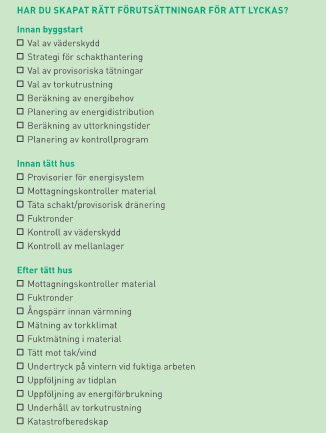 HAR DU SKAPAT RÄTT FÖRUTSÄTTNINGAR FÖR ATT LYCKAS?
Innan byggstart
Val av väderskydd
Strategi för schakthantering
Val av provisoriska tätningar
Val av torkutrustning
Beräkning av energibehov
Planering av energidistribution
Beräkning av uttorkningstider
Planering av kontrollprogram
Innan tätt hus
Provisorier för energisystem
Mottagningskontroller material
Täta schakt/provisorisk dränering
Fuktronder
Kontroll av väderskydd
Kontroll av mellanlager
Efter tätt hus
Mottagningskontroller material
Fuktronder
Ångspärr innan värmning
Mätning av torkklimat
Fuktmätning i material
Tätt mot tak/vind
Undertryck på vintern vid fuktiga arbeten
Uppföljning av tidplan
Uppföljning av energiförbrukning
Underhåll av torkutrustning
Katastrofberedskap